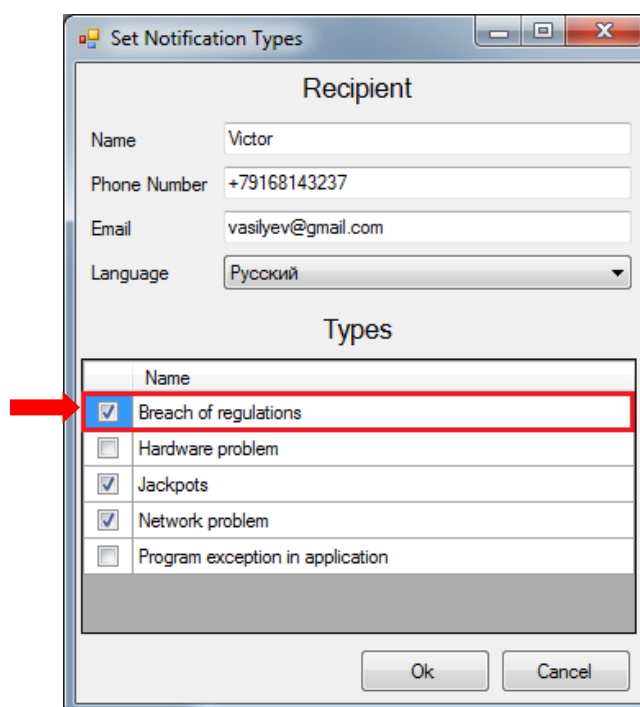 Set Notification Types
Recipient
Name Victor
Phone Number +79168143237
Email vasilyev@gmail.com
Language Русский
Types
Name
Breach of regulations
Hardware problem
Jackpots
Network problem
Program exception in application
Ok Cancel